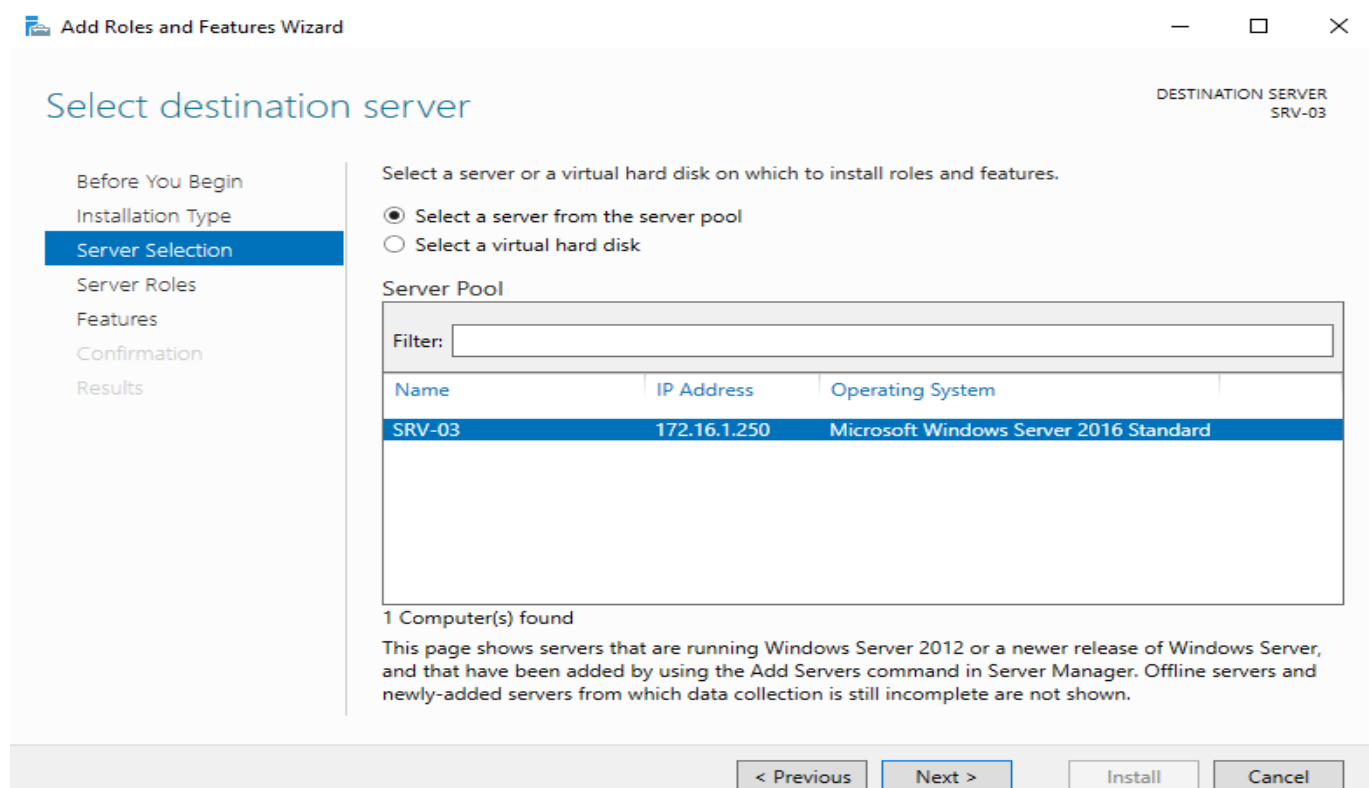 Add Roles and Features Wizard
Select destination server
DESTINATION SERVER
SRV-03
Before You Begin
Installation Type
Server Selection
Server Roles
Features
Confirmation
Results
Select a server or a virtual hard disk on which to install roles and features.
Select a server from the server pool
Select a virtual hard disk
Server Pool
Filter:
Name IP Address Operating System
SRV-03 172.16.1.250 Microsoft Windows Server 2016 Standard
1 Computer(s) found
This page shows servers that are running Windows Server 2012 or a newer release of Windows Server,
and that have been added by using the Add Servers command in Server Manager. Offline servers and
newly-added servers from which data collection is still incomplete are not shown.
< Previous Next > Install Cancel